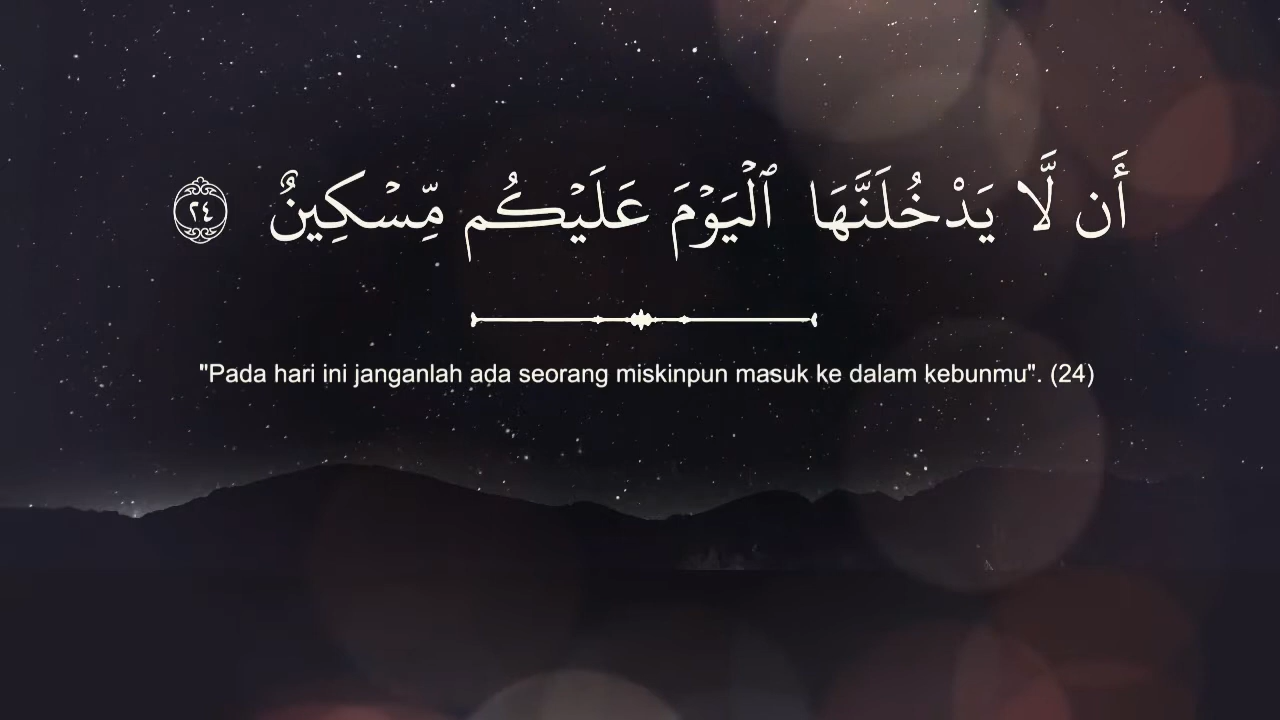 أَن لَّا يَدْخُلَنَّهَا ٱلْيَوْمَ عَلَيْكُم مِّسْكِينٌ ٢٤
"Pada hari ini janganlah ada seorang miskinpun masuk ke dalam kebunmu". (24)